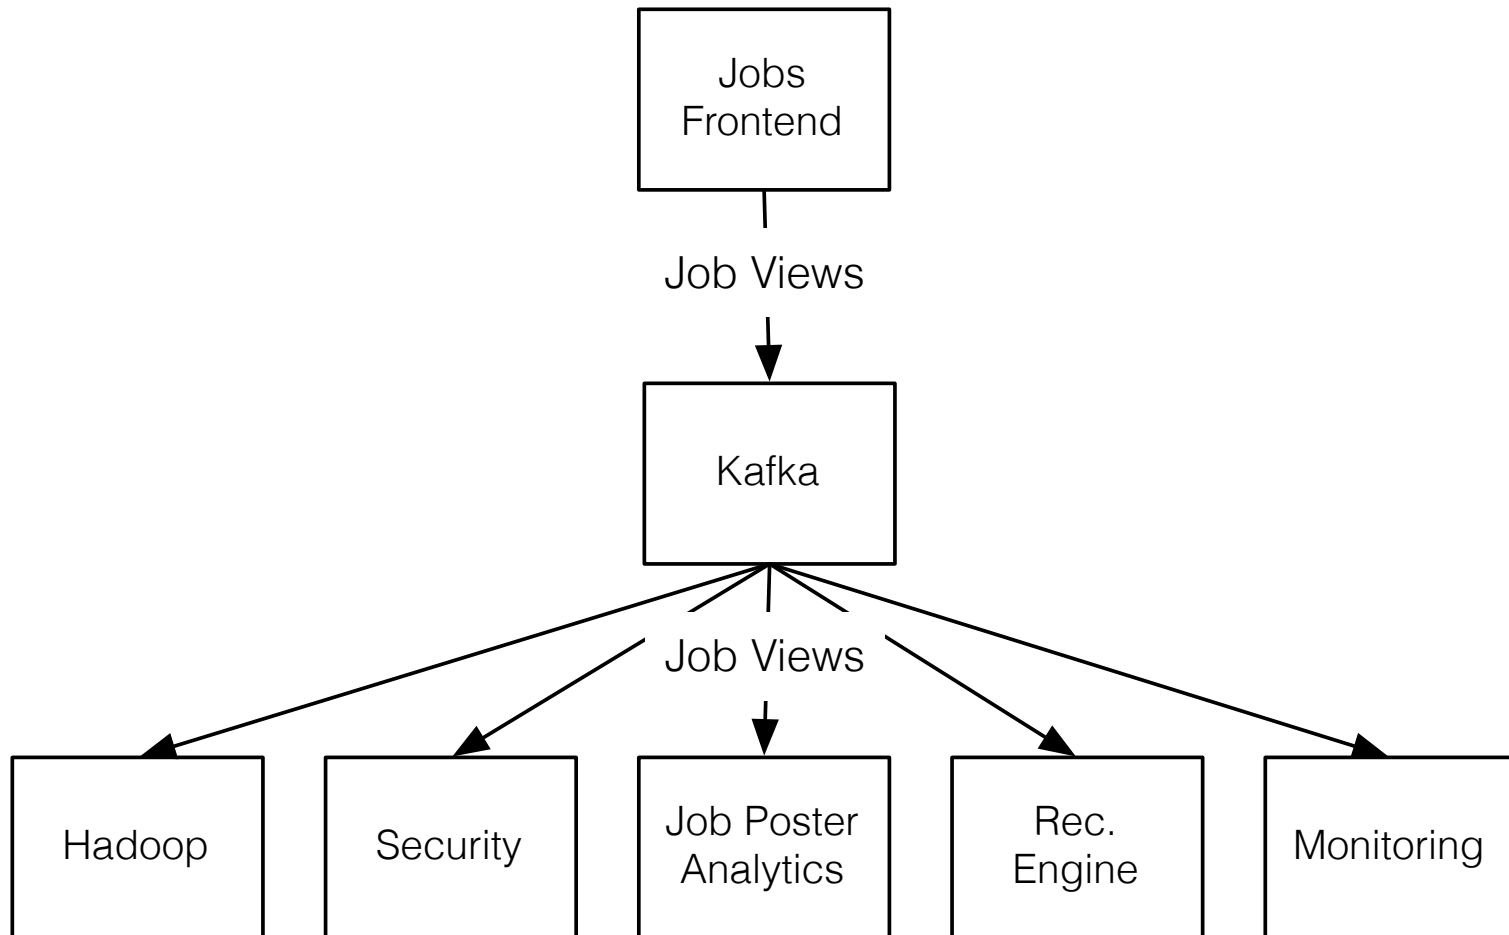 Jobs
Frontend
Job Views
Kafka
Job Views
Hadoop
Security
Job Poster
Analytics
Rec.
Engine
Monitoring